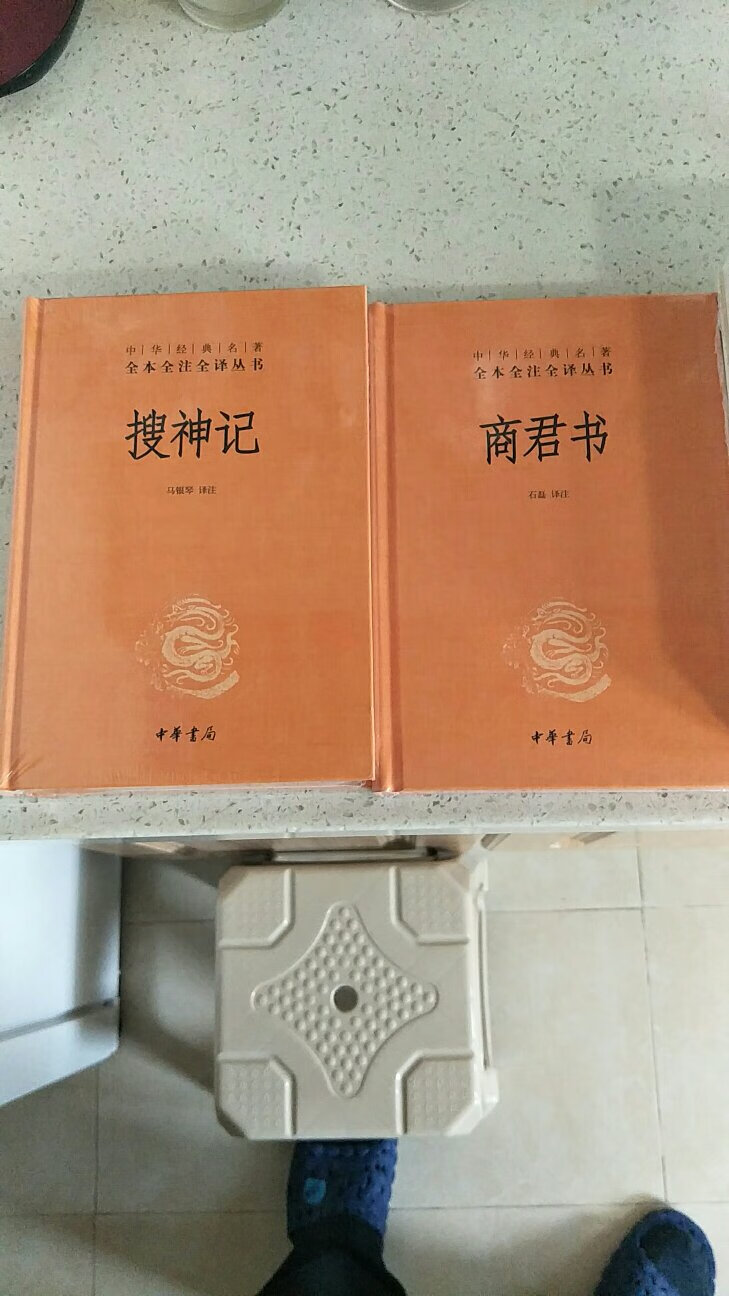 中华经典名著
全本全注全译丛书
搜神记
马银琴 译注
中華書局
中华经典名著
全本全注全译丛书
商君书
石磊 译注
中華書局